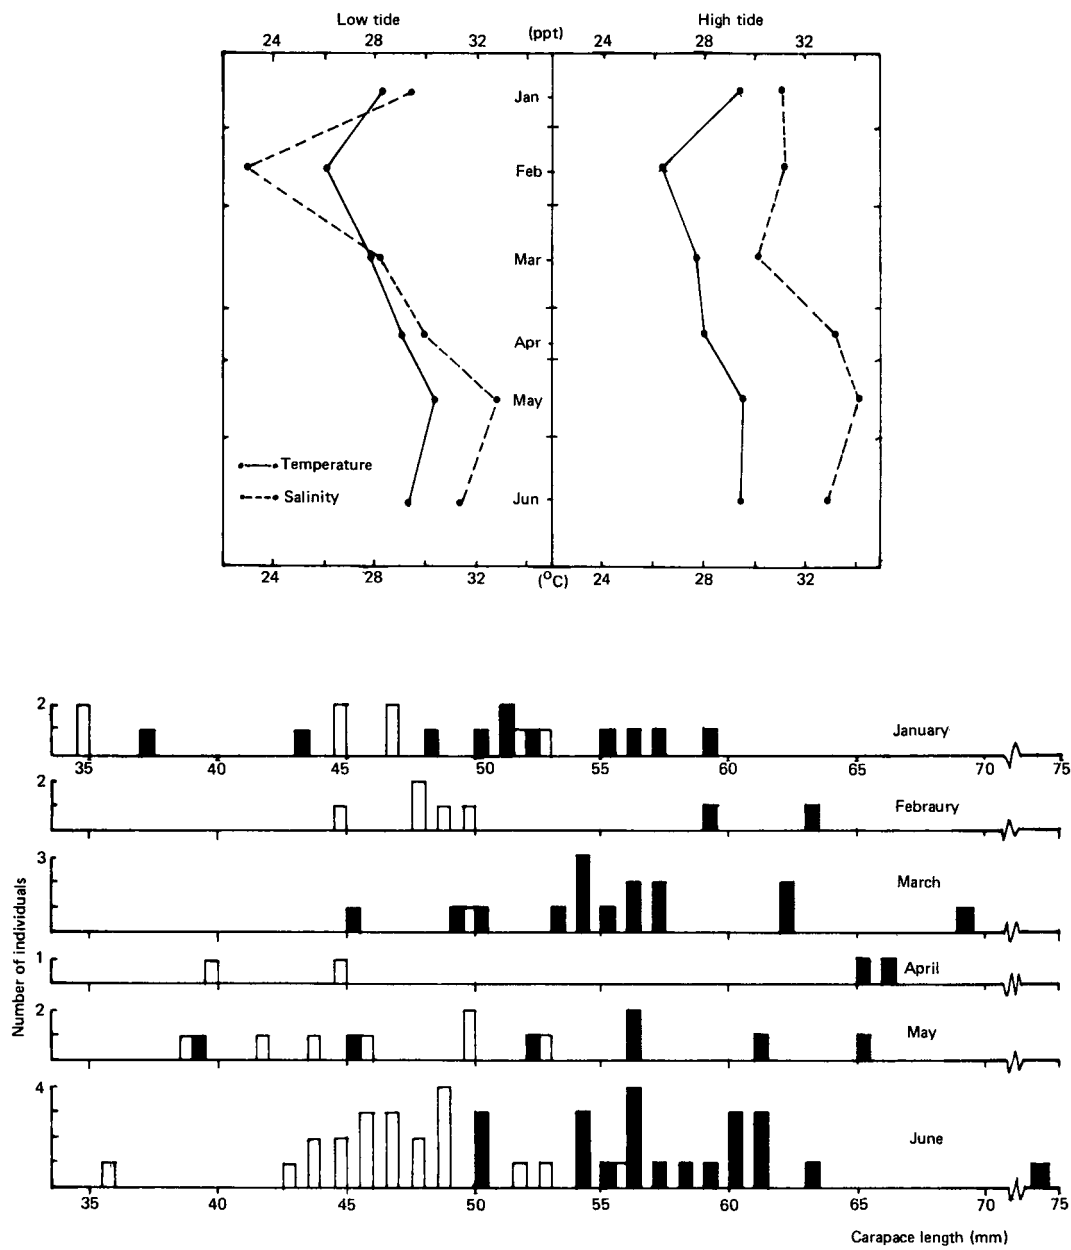 Low tide High tide
24 28 32 (ppt) 24 28 32
Jan
Feb
Mar
Apr
May
Temperature
Salinity Jun
24 28 32 (°C) 24 28 32
2 January
35 40 45 50 55 60 65 70 75
2 Febraury
3 March
1 April
2 May
4 June
35 40 45 50 55 60 65 70 75
Number of individuals
Carapace length (mm)